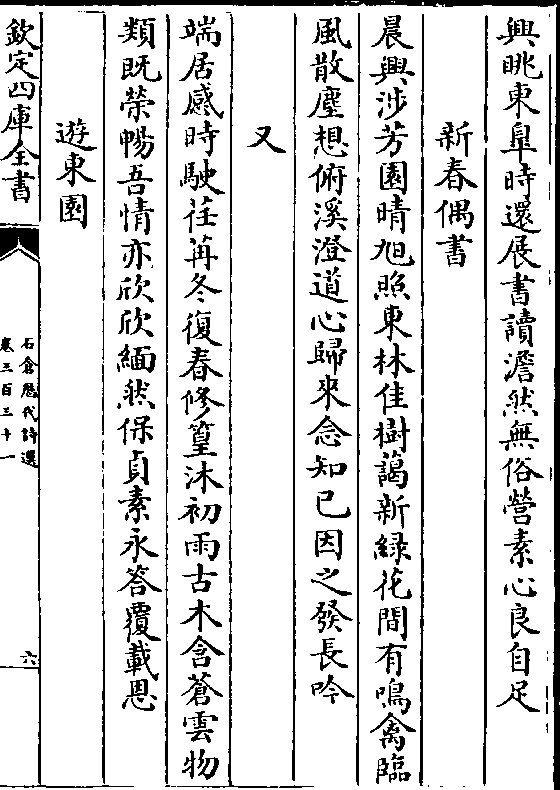 興眺東臯時還展書讀澹然無俗營素心良自足
新春偶書
晨興涉芳園晴旭照東林佳樹藹新緑花間有鳴禽臨
風散塵想俯溪澄道心歸來念知已因之發長吟
又
端居感時駛荏苒冬復春修篁沐初雨古木含蒼雲物
類既荣暢吾情亦欣欣緬然保貞素永答覆載恩
遊東園
欽定四庫全書
石倉歷代詩選
卷三百三十一
六